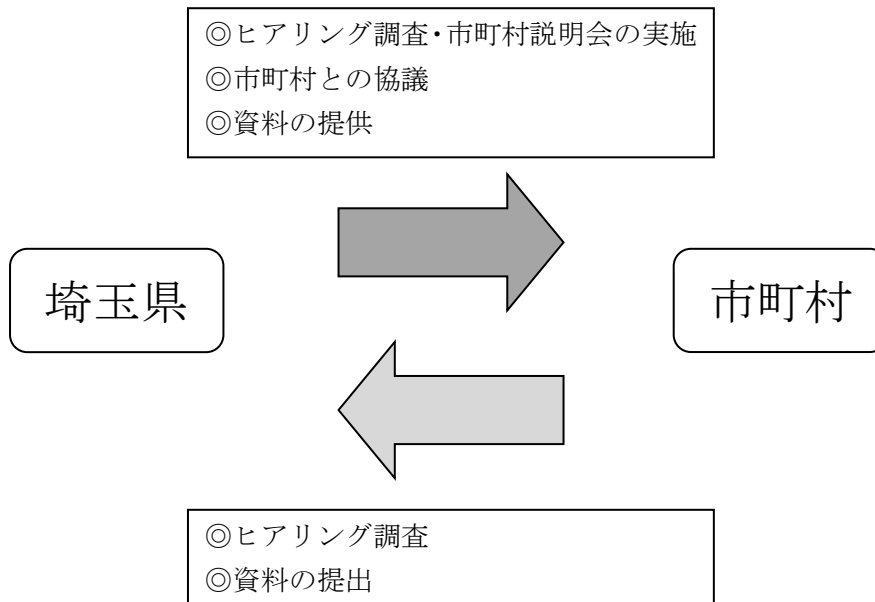 ◎ヒアリング調査・市町村説明会の実施
◎市町村との協議
◎資料の提供
埼玉県
市町村
◎ヒアリング調査
◎資料の提出